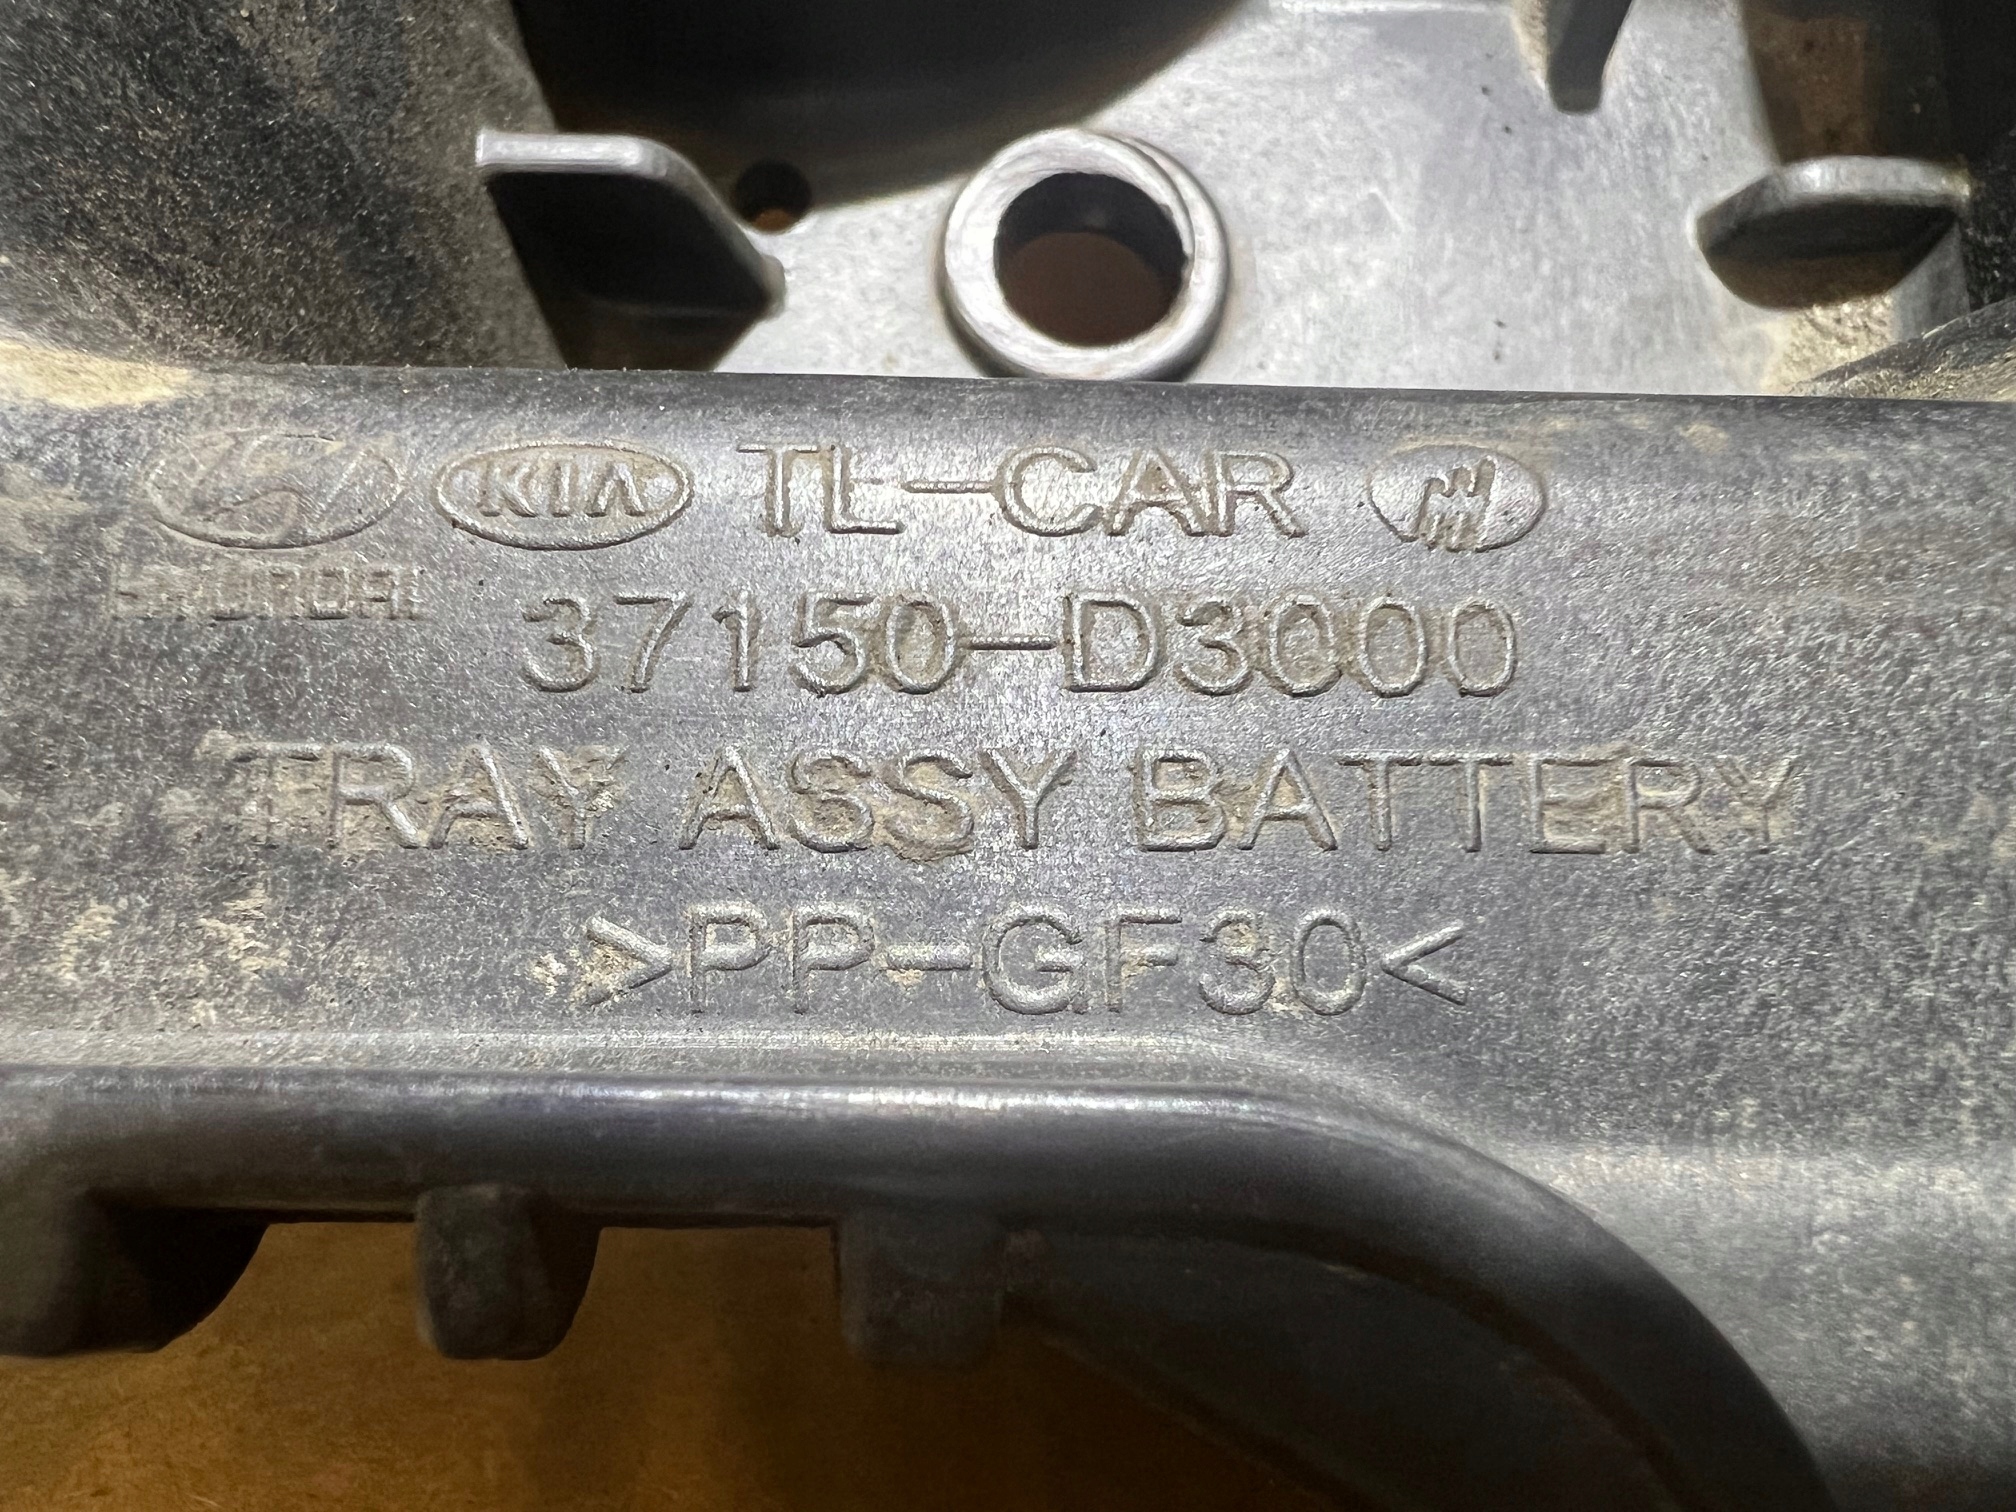 KIA TL-CAR
HYUNDAI
37150-D3000
TRAY ASSY BATTERY
>PP-GF30<